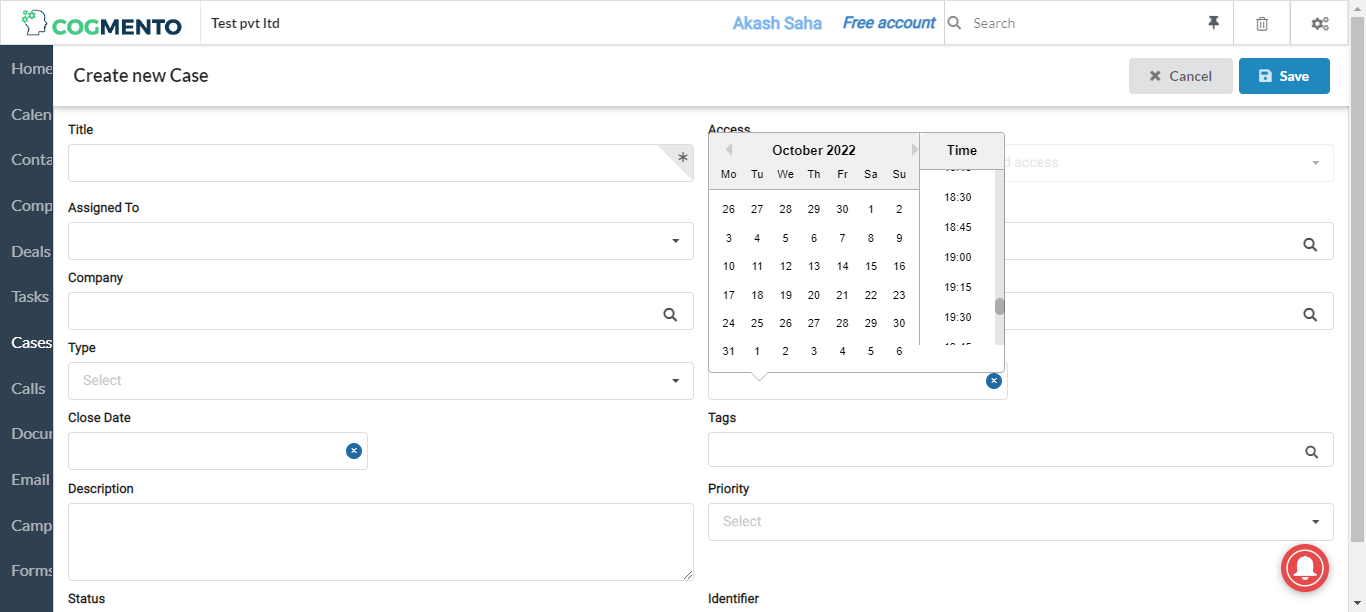 COGMENTO
Test pvt ltd
Akash Saha
Free account
Search
Home
Calen
Conta
Comp
Deals
Tasks
Cases
Calls
Docu
Email
Camp
Forms
Create new Case
Cancel
Save
Title
*
Access
d access
October 2022
Mo Tu We Th Fr Sa Su
26 27 28 29 30 1 2
3 4 5 6 7 8 9
10 11 12 13 14 15 16
17 18 19 20 21 22 23
24 25 26 27 28 29 30
31 1 2 3 4 5 6
Time
18:30
18:45
19:00
19:15
19:30
Assigned To
Company
Type
Select
Close Date
Tags
Description
Priority
Select
Status
Identifier